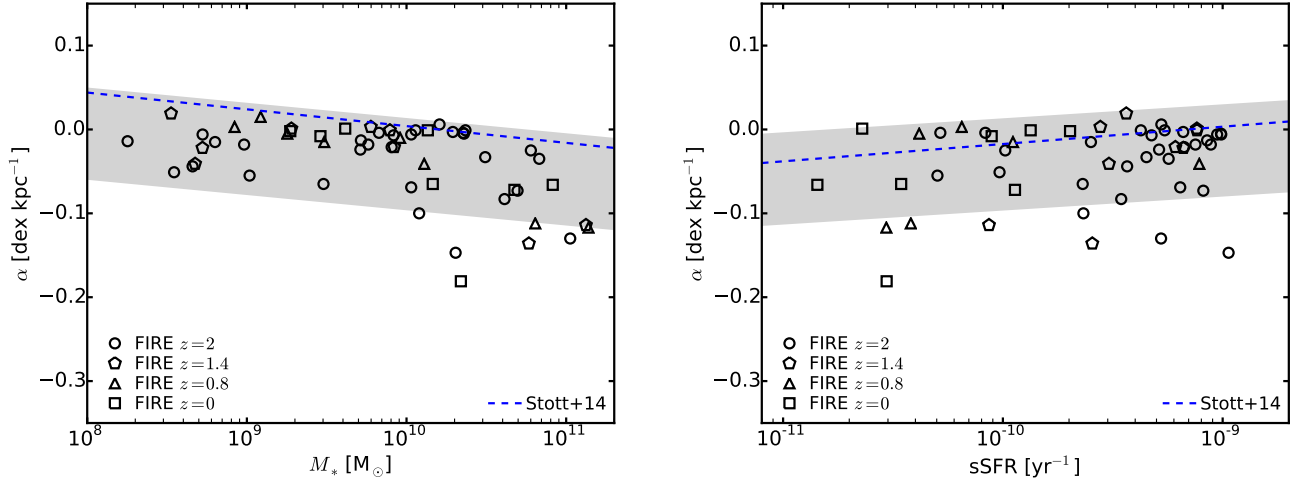 0.1
0.0
−0.1
−0.2
−0.3
α [dex kpc⁻¹]
FIRE z=2
FIRE z=1.4
FIRE z=0.8
FIRE z=0
Stott+14
10⁸ 10⁹ 10¹⁰ 10¹¹
M* [M⊙]
0.1
0.0
−0.1
−0.2
−0.3
α [dex kpc⁻¹]
FIRE z=2
FIRE z=1.4
FIRE z=0.8
FIRE z=0
Stott+14
10⁻¹¹ 10⁻¹⁰ 10⁻⁹
sSFR [yr⁻¹]